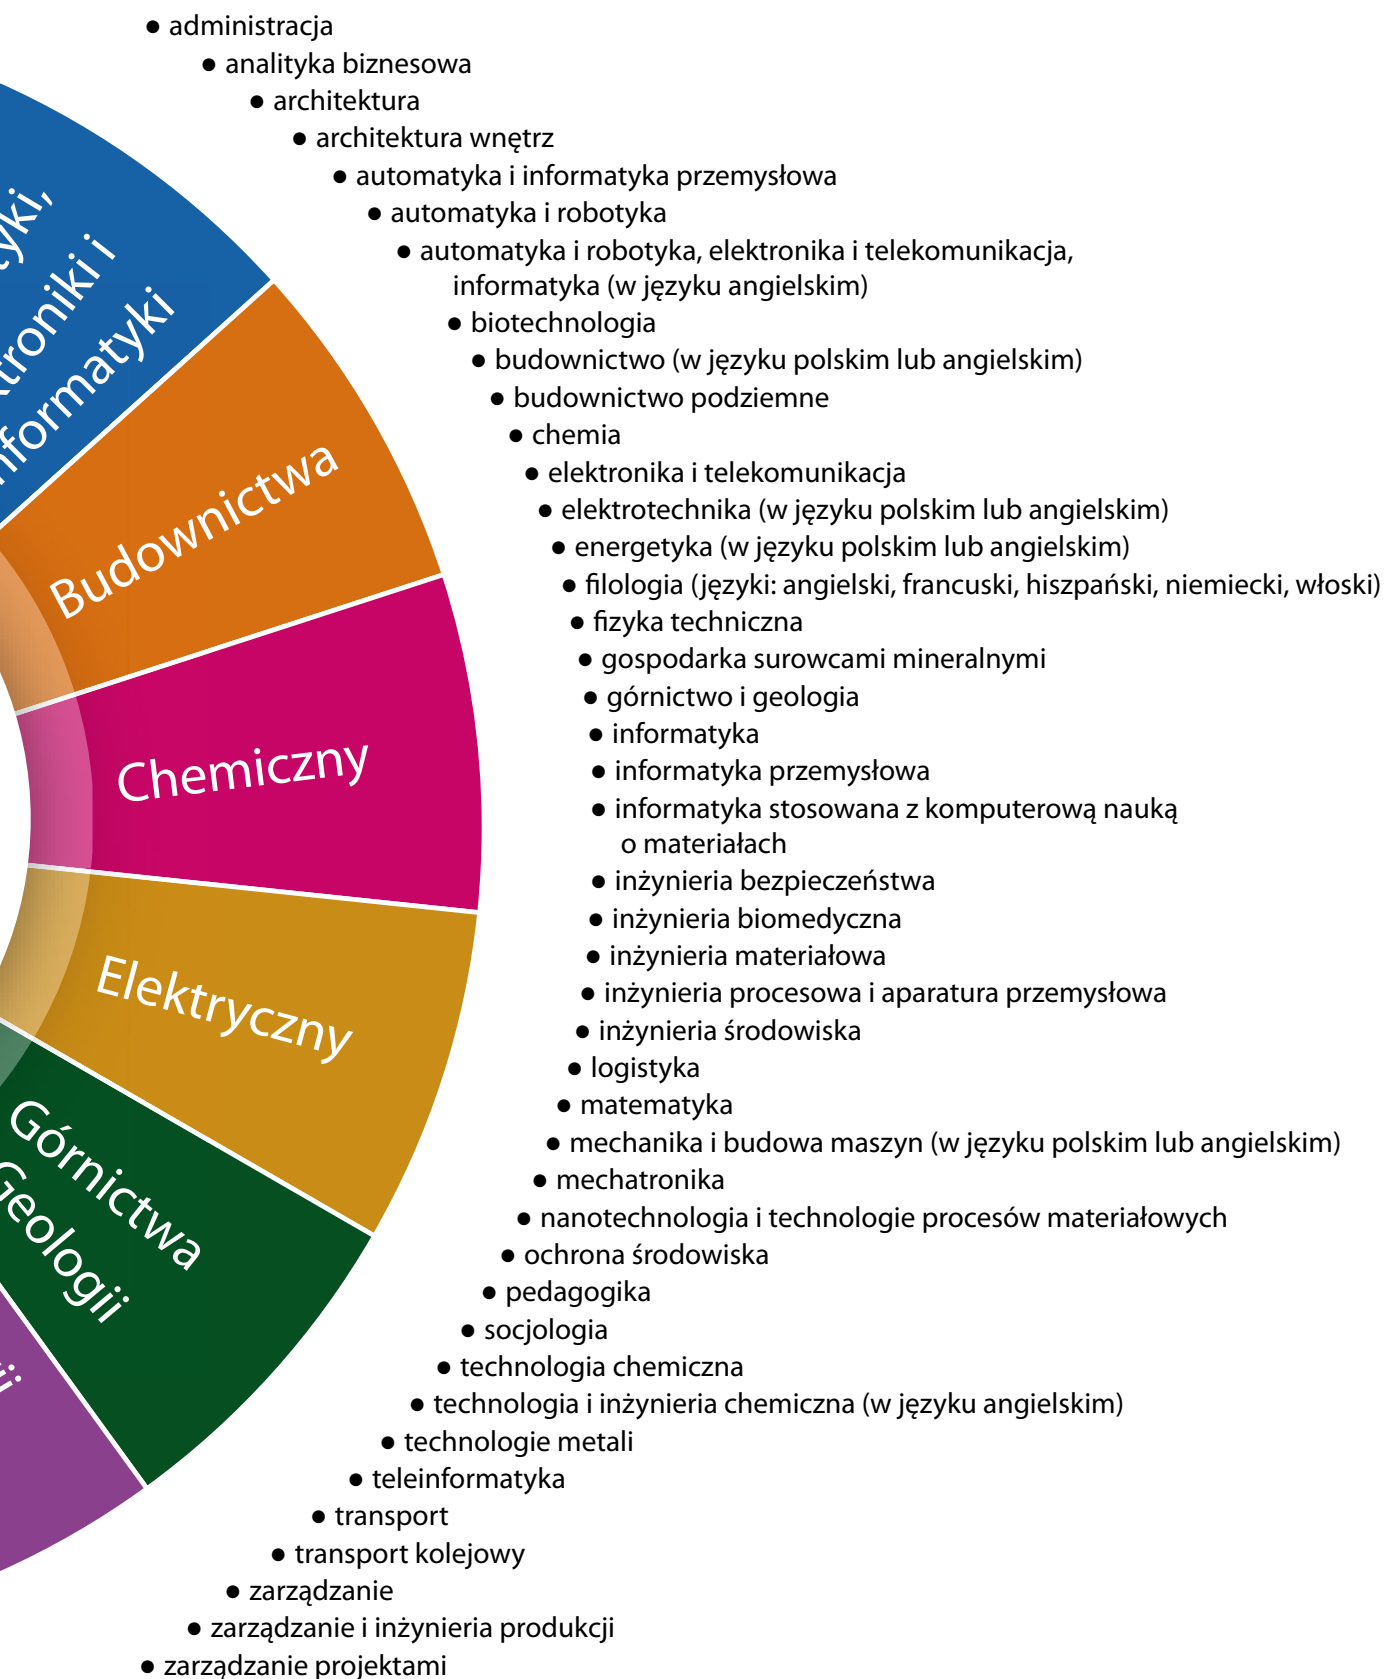 ● administracja
● analityka biznesowa
● architektura
● architektura wnętrz
● automatyka i informatyka przemysłowa
● automatyka i robotyka
● automatyka i robotyka, elektronika i telekomunikacja,
informatyka (w języku angielskim)
● biotechnologia
● budownictwo (w języku polskim lub angielskim)
● budownictwo podziemne
● chemia
● elektronika i telekomunikacja
● elektrotechnika (w języku polskim lub angielskim)
● energetyka (w języku polskim lub angielskim)
● filologia (języki: angielski, francuski, hiszpański, niemiecki, włoski)
● fizyka techniczna
● gospodarka surowcami mineralnymi
● górnictwo i geologia
● informatyka
● informatyka przemysłowa
● informatyka stosowana z komputerową nauką
o materiałach
● inżynieria bezpieczeństwa
● inżynieria biomedyczna
● inżynieria materiałowa
● inżynieria procesowa i aparatura przemysłowa
● inżynieria środowiska
● logistyka
● matematyka
● mechanika i budowa maszyn (w języku polskim lub angielskim)
● mechatronika
● nanotechnologia i technologie procesów materiałowych
● ochrona środowiska
● pedagogika
● socjologia
● technologia chemiczna
● technologia i inżynieria chemiczna (w języku angielskim)
● technologie metali
● teleinformatyka
● transport
● transport kolejowy
● zarządzanie
● zarządzanie i inżynieria produkcji
● zarządzanie projektami
tyki,
troniki i
nformatyki
Budownictwa
Chemiczny
Elektryczny
Górnictwa
Geologii